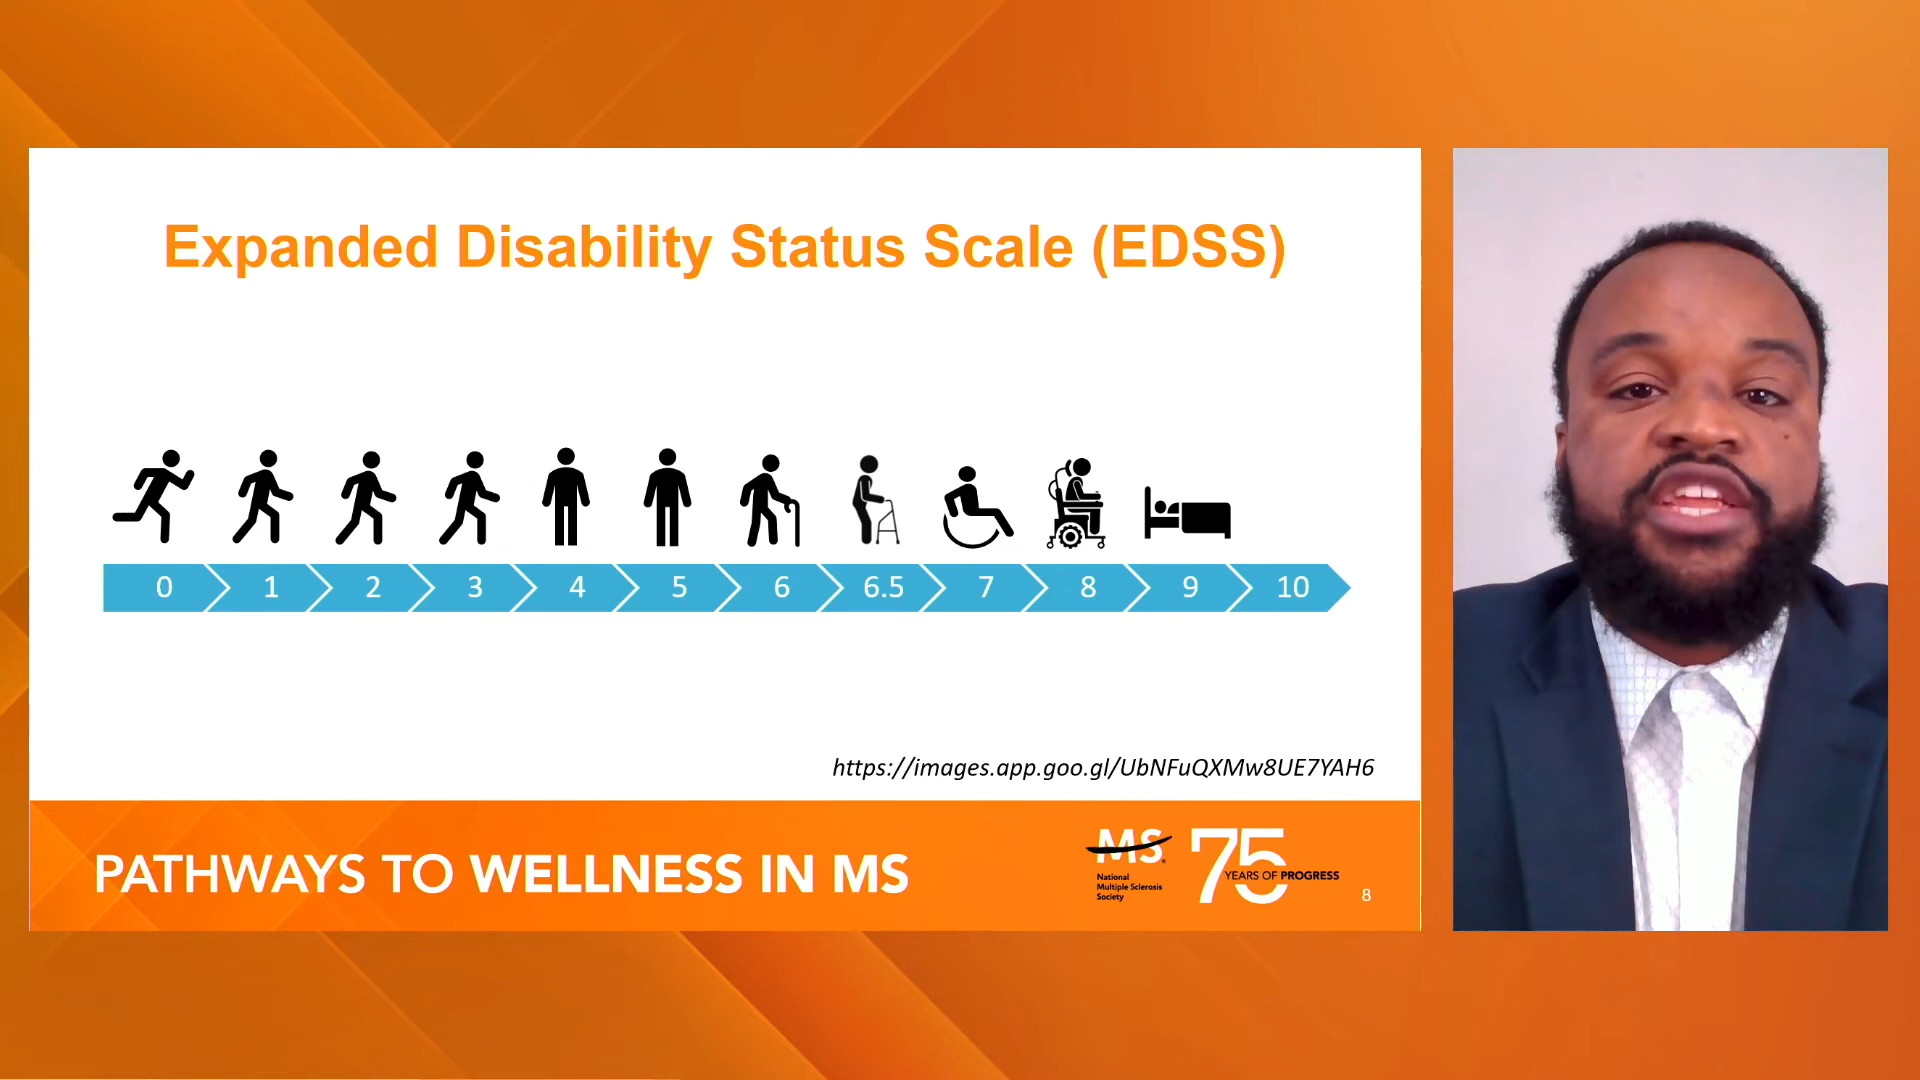 Expanded Disability Status Scale (EDSS)
0 1 2 3 4 5 6 6.5 7 8 9 10
https://images.app.goo.gl/UbNFuQXMw8UE7YAH6
PATHWAYS TO WELLNESS IN MS
MS
National
Multiple Sclerosis
Society
75
YEARS OF PROGRESS
8